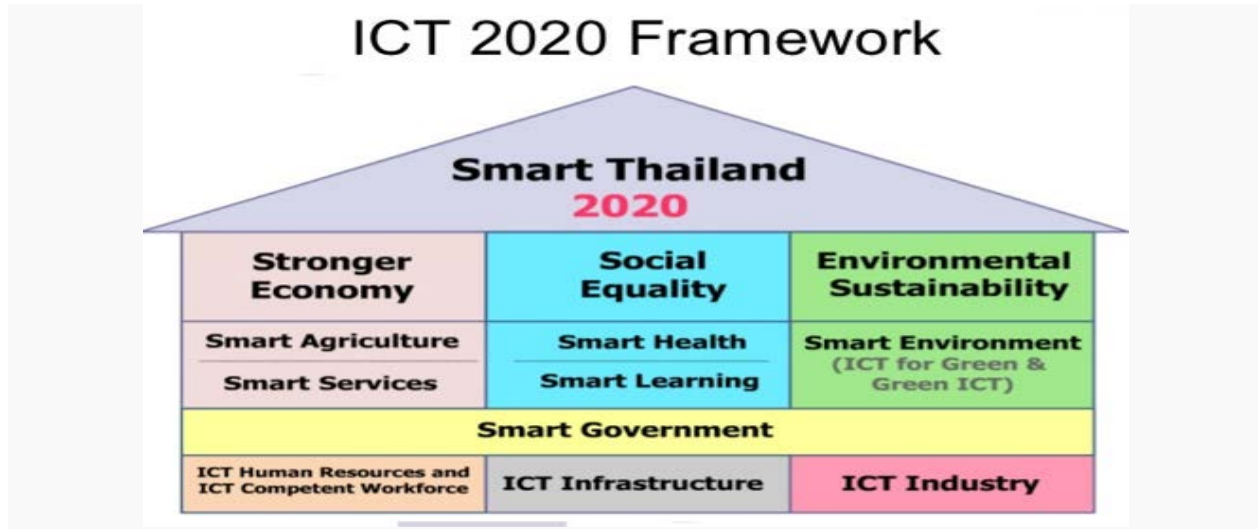 ICT 2020 Framework
Smart Thailand
2020
Stronger
Economy
Social
Equality
Environmental
Sustainability
Smart Agriculture
Smart Services
Smart Health
Smart Learning
Smart Environment
(ICT for Green &
Green ICT)
Smart Government
ICT Human Resources and
ICT Competent Workforce
ICT Infrastructure
ICT Industry